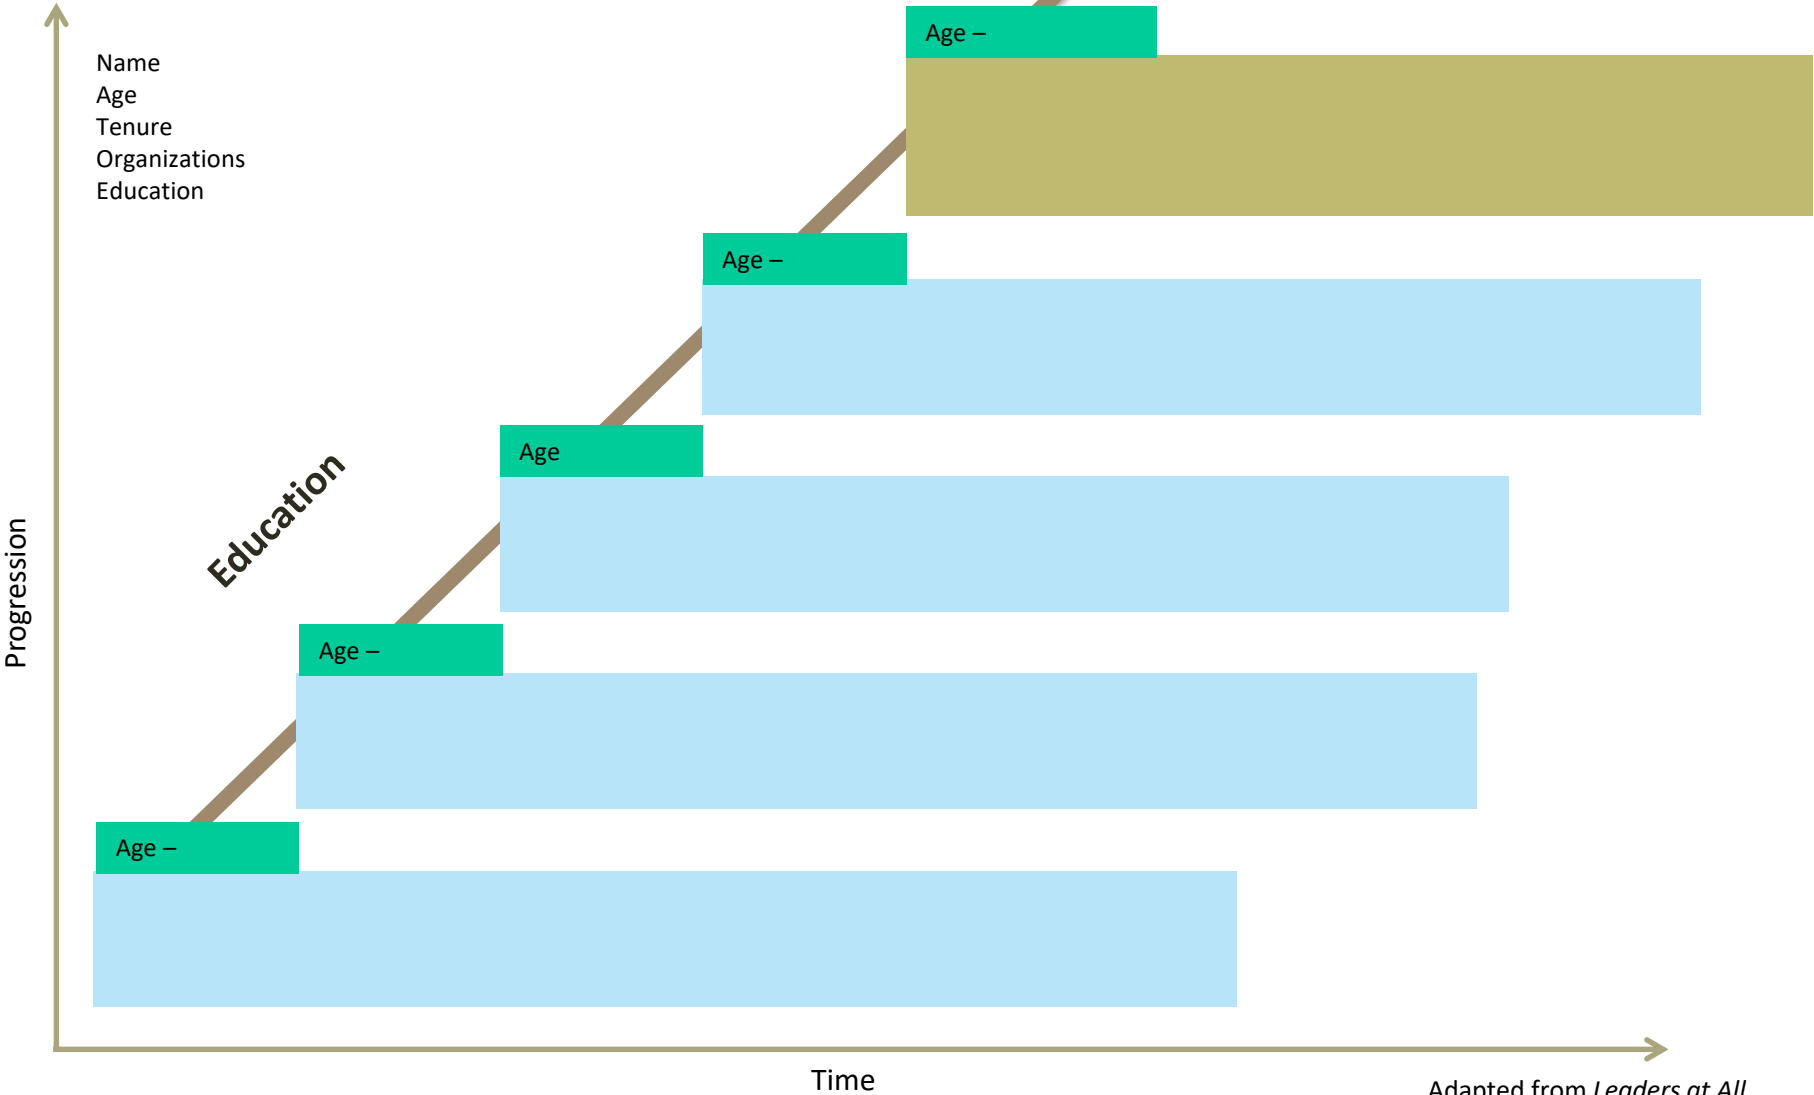 Age –
Name
Age
Tenure
Organizations
Education
Age –
Age
Education
Progression
Age –
Age –
Time
Adapted from Leaders at All